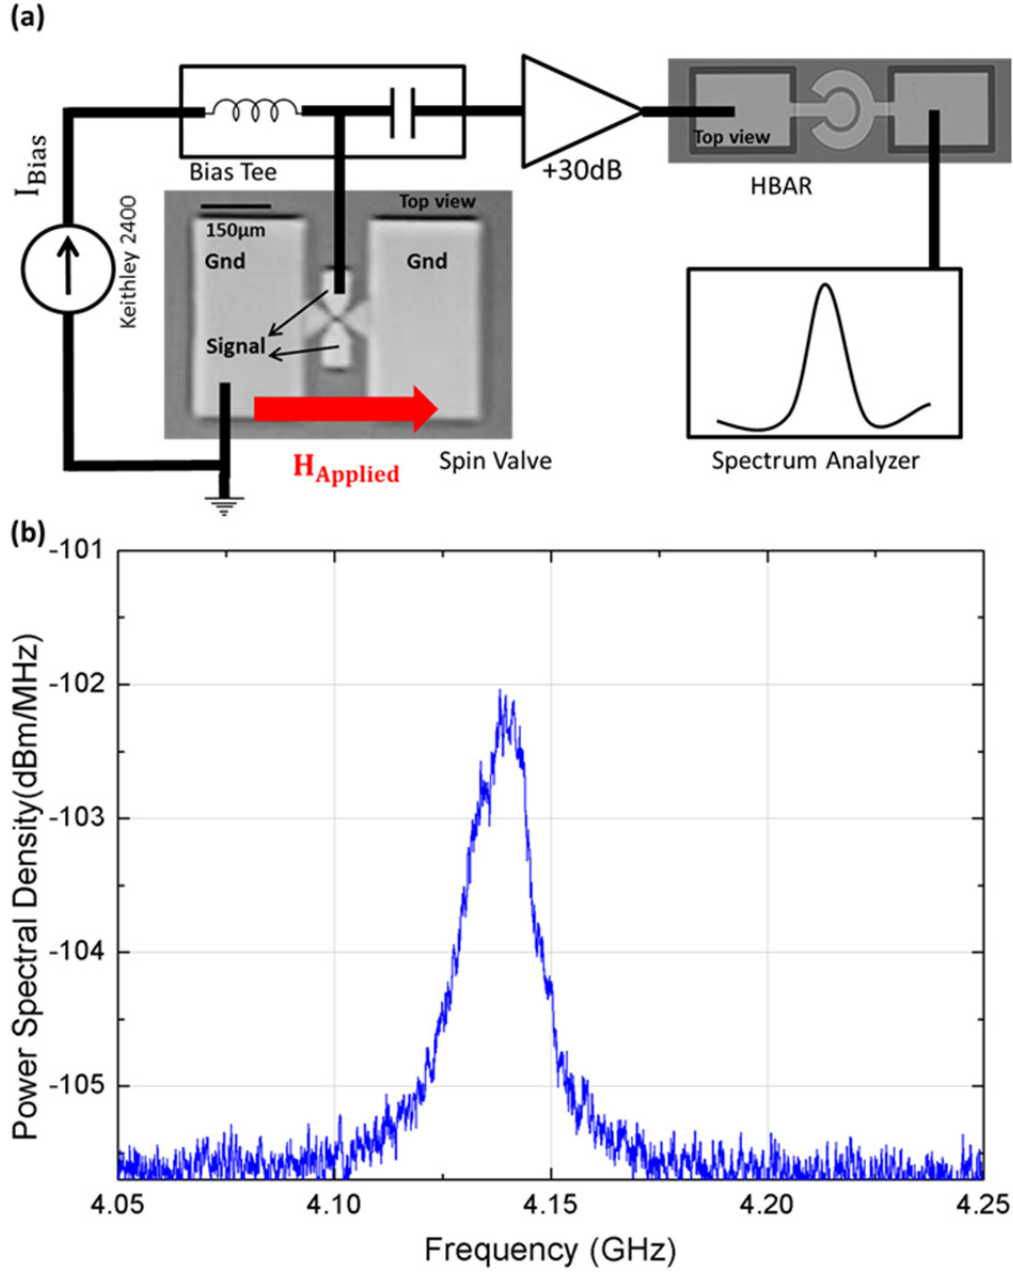 (a)
I_Bias
Keithley 2400
Bias Tee
+30dB
Top view
HBAR
Top view
150μm
Gnd
Gnd
Signal
H_Applied
Spin Valve
Spectrum Analyzer
(b)
-101
-102
-103
-104
-105
Power Spectral Density(dBm/MHz)
4.05 4.10 4.15 4.20 4.25
Frequency (GHz)